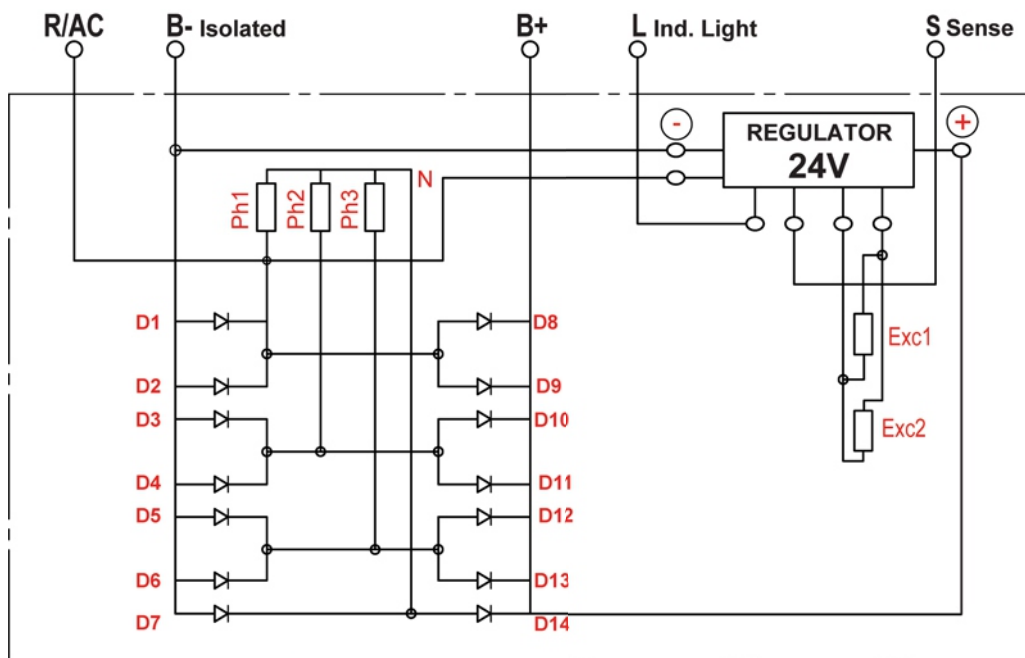 R/AC B- Isolated B+ L Ind. Light S Sense
- REGULATOR +
24V
N
Ph1 Ph2 Ph3
D1 D8
Exc1
D2 D9
D3 D10
Exc2
D4 D11
D5 D12
D6 D13
D7 D14